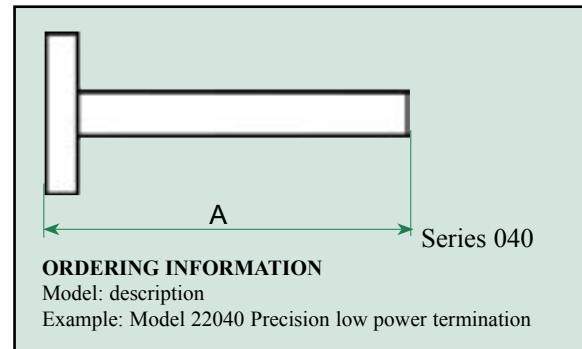 A
Series 040
ORDERING INFORMATION
Model: description
Example: Model 22040 Precision low power termination